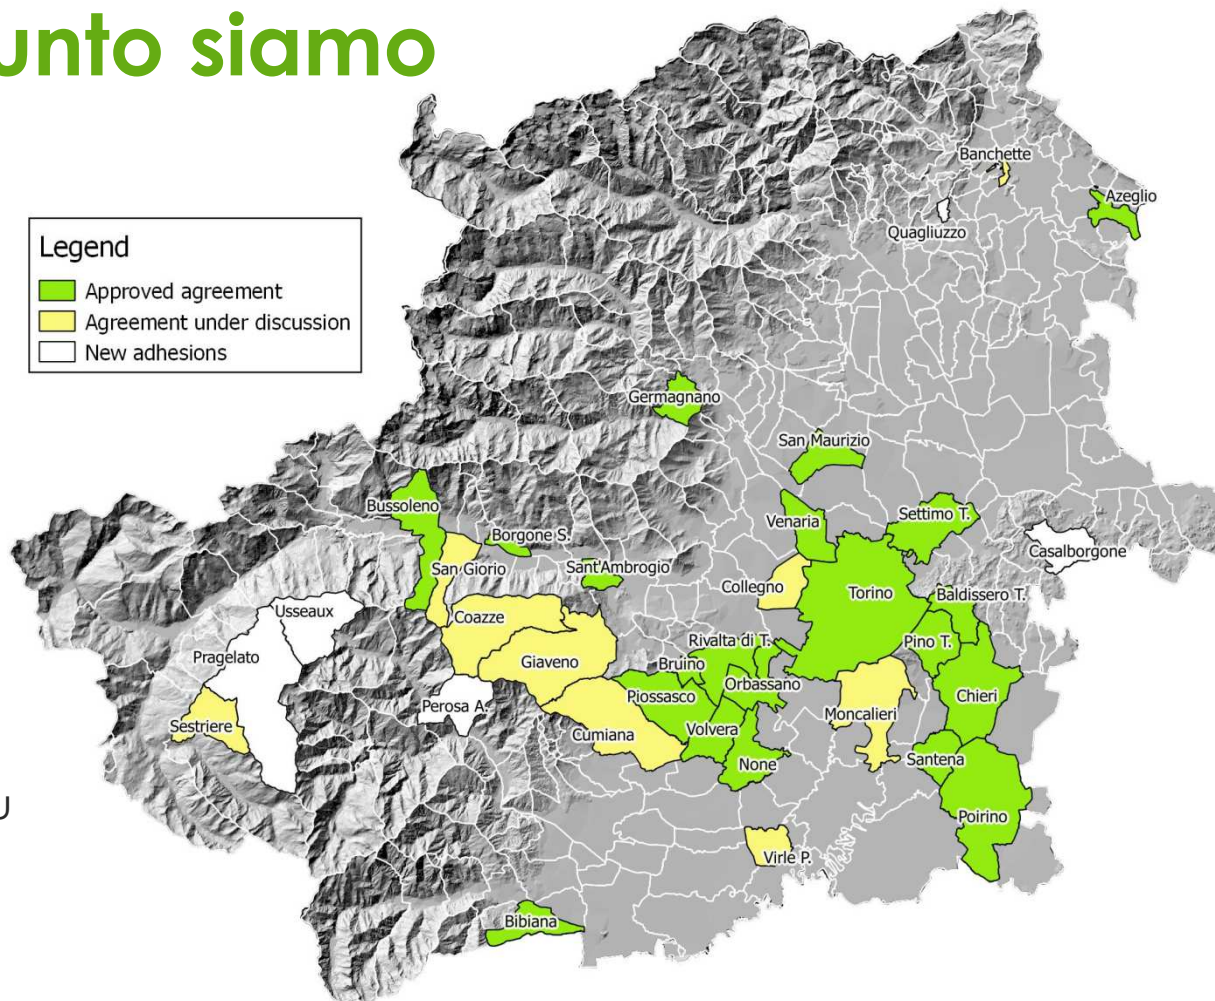 unto siamo
Legend
Approved agreement
Agreement under discussion
New adhesions
Banchette
Azeglio
Quagliuzzo
Germagnano
San Maurizio
Bussoleno
Venaria
Settimo T.
Borgone S.
Casalborgone
San Giorio
Sant'Ambrogio
Collegno
Torino
Baldissero T.
Usseaux
Coazze
Pragelato
Giaveno
Rivalta di T.
Pino T.
Bruino
Orbassano
Piossasco
Chieri
Perosa A.
Moncalieri
Sestriere
Cumiana
Volvera
None
Santena
U
Poirino
Virle P.
Bibiana